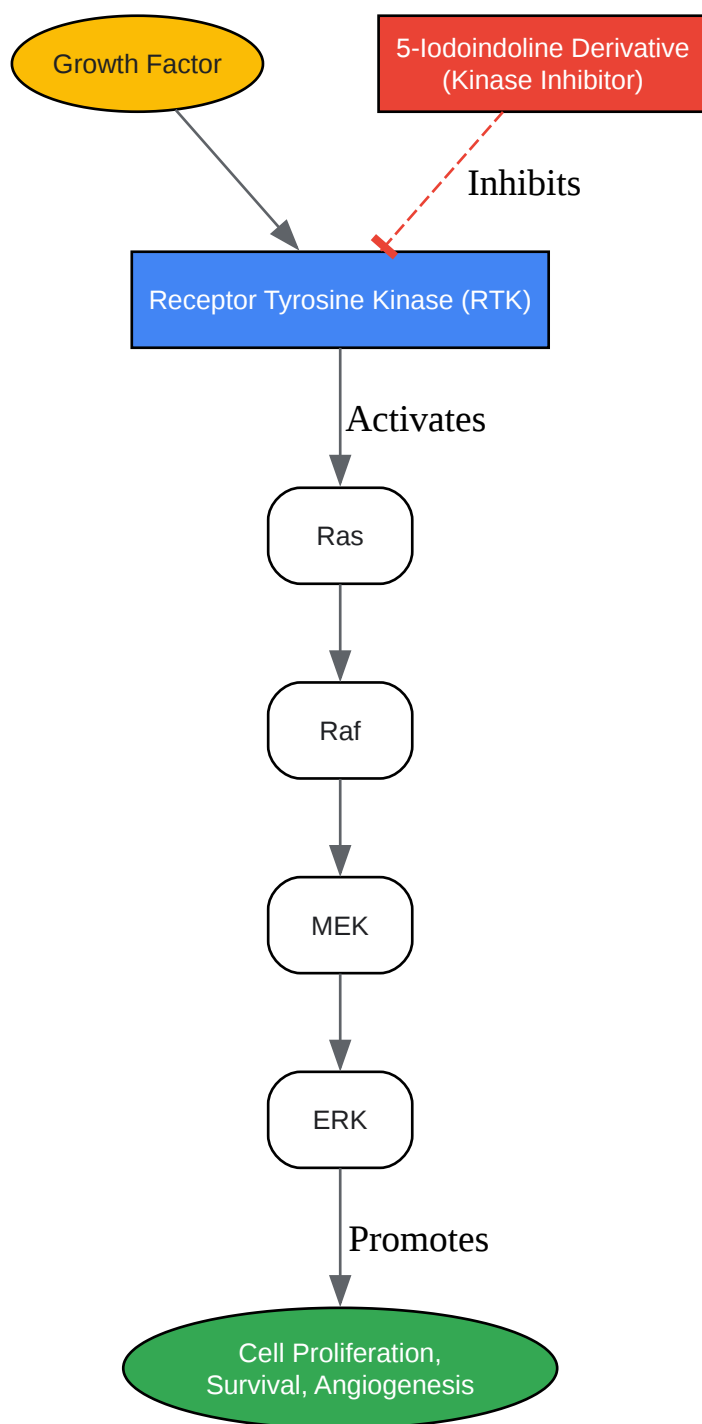 Growth Factor
5-Iodoindoline Derivative
(Kinase Inhibitor)
Inhibits
Receptor Tyrosine Kinase (RTK)
Activates
Ras
Raf
MEK
ERK
Promotes
Cell Proliferation,
Survival, Angiogenesis